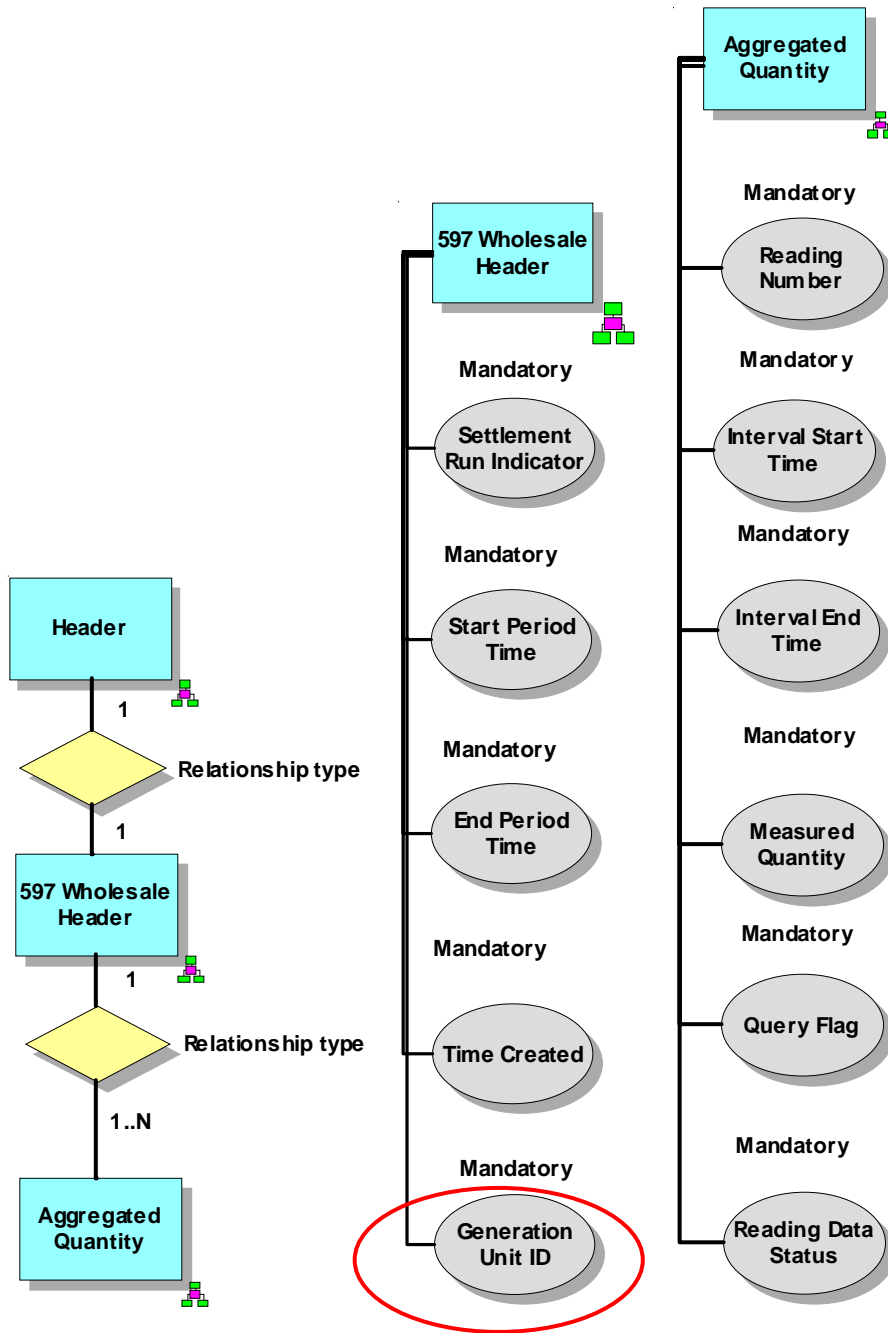 Header
1
Relationship type
1
597 Wholesale
Header
1
Relationship type
1..N
Aggregated
Quantity
597 Wholesale
Header
Mandatory
Settlement
Run Indicator
Mandatory
Start Period
Time
Mandatory
End Period
Time
Mandatory
Time Created
Mandatory
Generation
Unit ID
Aggregated
Quantity
Mandatory
Reading
Number
Mandatory
Interval Start
Time
Mandatory
Interval End
Time
Mandatory
Measured
Quantity
Mandatory
Query Flag
Mandatory
Reading Data
Status